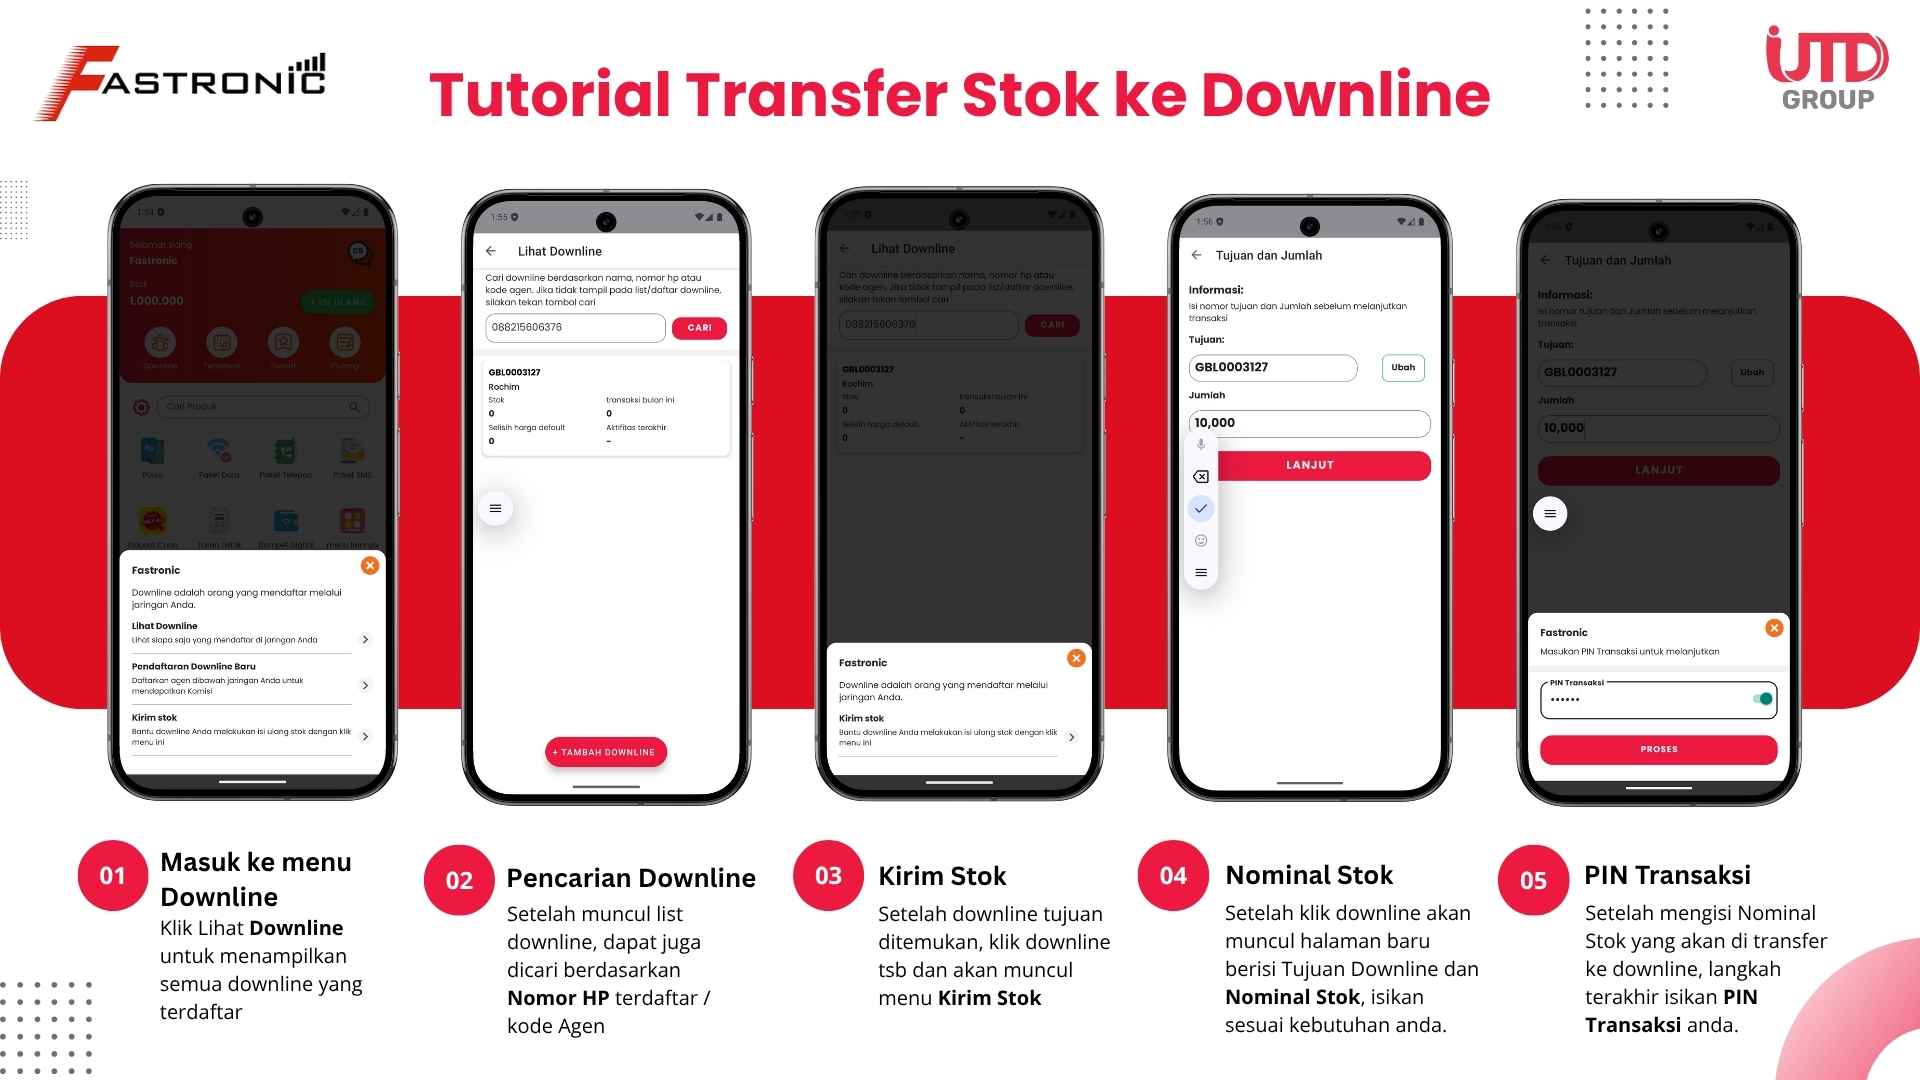 FASTRONIC
Tutorial Transfer Stok ke Downline
UTD
GROUP
1:54
Selamat Siang
Fastronic
Stok
1.000.000
+ ISI ULANG
Cari Produk
Pulsa
Paket Data
Paket Telepon
Paket SMS
Fastronic
Downline adalah orang yang mendaftar melalui
jaringan Anda.
Lihat Downline
Lihat siapa saja yang mendaftar di jaringan Anda
Pendaftaran Downline Baru
Daftarkan agen dibawah jaringan Anda untuk
mendapatkan Komisi
Kirim stok
Bantu downline Anda melakukan isi ulang stok dengan klik
menu ini
1:55
Lihat Downline
Cari downline berdasarkan nama, nomor hp atau
kode agen. Jika tidak tampil pada list/daftar downline,
silakan tekan tombol cari
088215606376
CARI
GBL0003127
Rochim
Stok
transaksi bulan ini
0
0
Selisih harga default
Aktifitas terakhir
0
-
+ TAMBAH DOWNLINE
Lihat Downline
Cari downline berdasarkan nama, nomor hp atau
kode agen. Jika tidak tampil pada list/daftar downline,
silakan tekan tombol cari
088215606376
CARI
GBL0003127
Rochim
Stok
transaksi bulan ini
0
0
Selisih harga default
Aktifitas terakhir
0
-
Fastronic
Downline adalah orang yang mendaftar melalui
jaringan Anda.
Kirim stok
Bantu downline Anda melakukan isi ulang stok dengan klik
menu ini
1:56
Tujuan dan Jumlah
Informasi:
Isi nomor tujuan dan Jumlah sebelum melanjutkan
transaksi
Tujuan:
GBL0003127
Ubah
Jumlah
10,000
LANJUT
Tujuan dan Jumlah
Informasi:
Isi nomor tujuan dan Jumlah sebelum melanjutkan
transaksi
Tujuan:
GBL0003127
Ubah
Jumlah
10,000
LANJUT
Fastronic
Masukan PIN Transaksi untuk melanjutkan
PIN Transaksi
••••••
PROSES
01
Masuk ke menu
Downline
Klik Lihat Downline
untuk menampilkan
semua downline yang
terdaftar
02
Pencarian Downline
Setelah muncul list
downline, dapat juga
dicari berdasarkan
Nomor HP terdaftar /
kode Agen
03
Kirim Stok
Setelah downline tujuan
ditemukan, klik downline
tsb dan akan muncul
menu Kirim Stok
04
Nominal Stok
Setelah klik downline akan
muncul halaman baru
berisi Tujuan Downline dan
Nominal Stok, isikan
sesuai kebutuhan anda.
05
PIN Transaksi
Setelah mengisi Nominal
Stok yang akan di transfer
ke downline, langkah
terakhir isikan PIN
Transaksi anda.